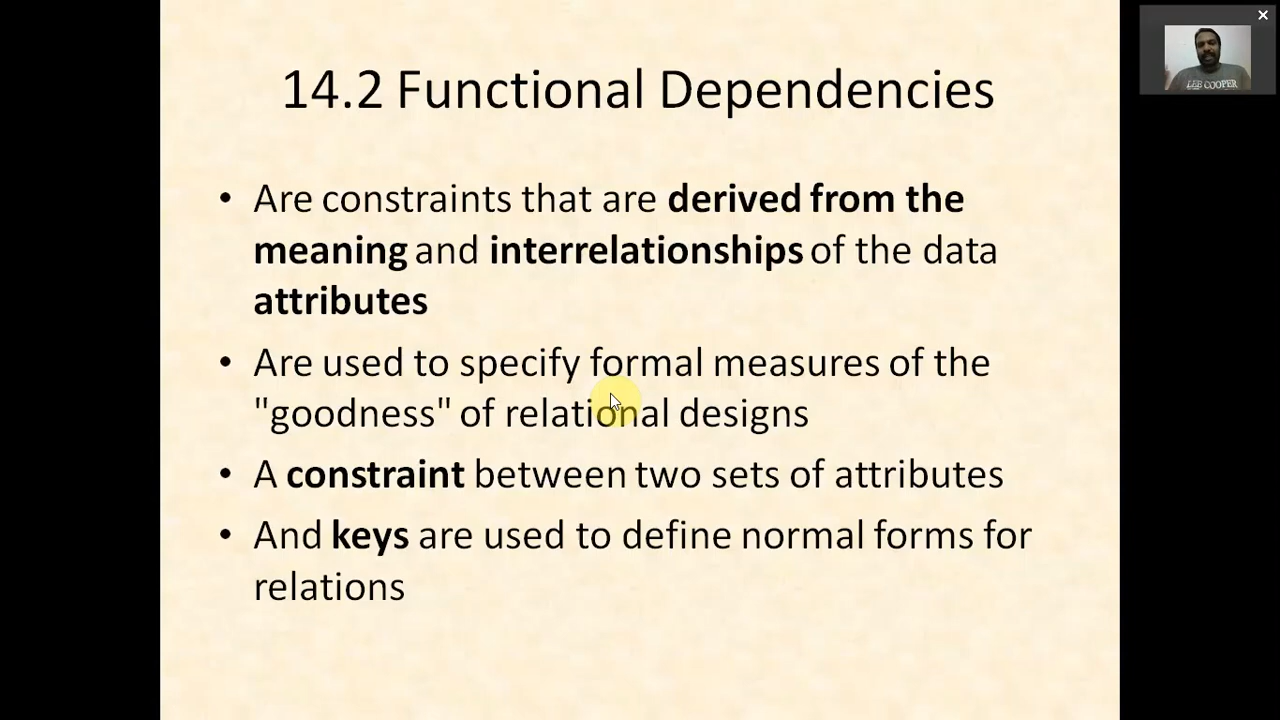 14.2 Functional Dependencies
• Are constraints that are derived from the
meaning and interrelationships of the data
attributes
• Are used to specify formal measures of the
"goodness" of relational designs
• A constraint between two sets of attributes
• And keys are used to define normal forms for
relations
LEE COOPER